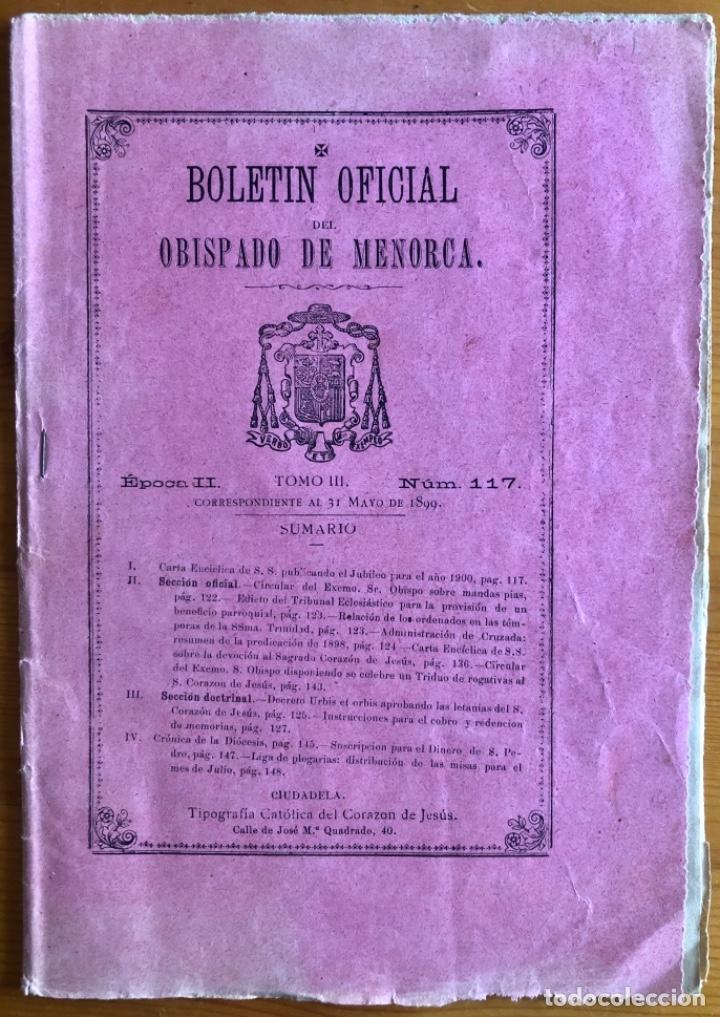 BOLETIN OFICIAL
DEL
OBISPADO DE MENORCA.
VERBO ET EXEMPLO
Época II. TOMO III. Núm. 117.
CORRESPONDIENTE AL 31 MAYO DE 1899.
SUMARIO
I. Carta Encíclica de S. S. publicando el Jubileo para el año 1900, pag. 117.
II. Sección oficial.—Circular del Excmo. Sr. Obispo sobre mandas pias,
pág. 122.—Edicto del Tribunal Eclesiástico para la provisión de un
beneficio parroquial, pág. 123.—Relación de los ordenados en las tém-
poras de la SSma. Trinidad, pág. 123.—Administración de Cruzada:
resumen de la predicación de 1898, pág. 124—Carta Encíclica de S.S.
sobre la devoción al Sagrado Corazón de Jesús, pág. 136.—Circular
del Excmo. S. Obispo disponiendo se celebre un Triduo de rogativas al
S. Corazon de Jesús, pág. 143.
III. Sección doctrinal.—Decreto Urbis et orbis aprobando las letanías del S.
Corazón de Jesús, pág. 125.—Instrucciones para el cobro y redencion
de memorias, pág. 127.
IV. Crónica de la Diócesis, pag. 145.—Suscripcion para el Dinero de S. Pe-
dro, pág. 147.—Liga de plegarias: distribución de las misas para el
mes de Julio, pág. 148.
CIUDADELA.
Tipografía Católica del Corazon de Jesús.
Calle de José M.ª Quadrado, 40.
todocoleccion